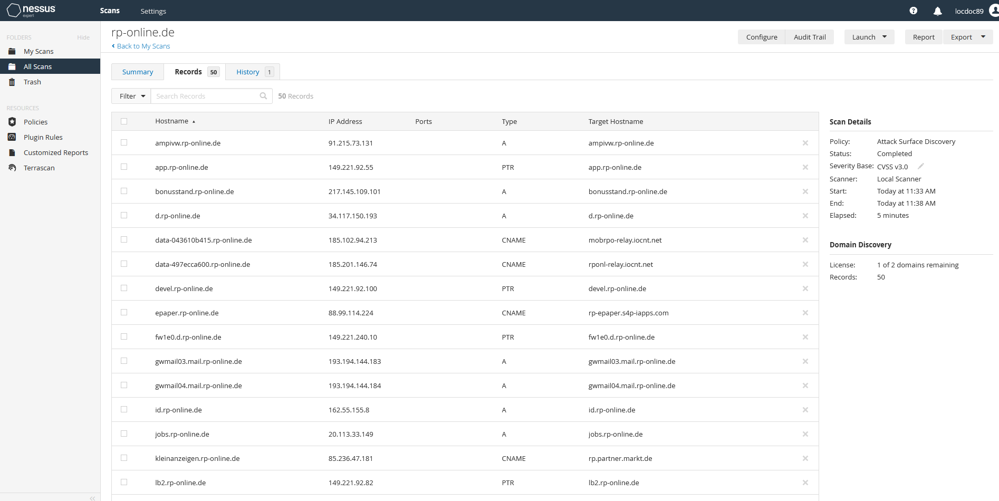 nessus
expert
Scans Settings
? locdoc89
FOLDERS Hide
My Scans
All Scans
Trash
RESOURCES
Policies
Plugin Rules
Customized Reports
Terrascan
rp-online.de
Back to My Scans
Configure Audit Trail Launch Report Export
Summary Records 50 History 1
Filter Search Records 50 Records
Hostname IP Address Ports Type Target Hostname
ampivw.rp-online.de 91.215.73.131 A ampivw.rp-online.de
app.rp-online.de 149.221.92.55 PTR app.rp-online.de
bonusstand.rp-online.de 217.145.109.101 A bonusstand.rp-online.de
d.rp-online.de 34.117.150.193 A d.rp-online.de
data-043610b415.rp-online.de 185.102.94.213 CNAME mobrpo-relay.iocnt.net
data-497ecca600.rp-online.de 185.201.146.74 CNAME rponl-relay.iocnt.net
devel.rp-online.de 149.221.92.100 PTR devel.rp-online.de
epaper.rp-online.de 88.99.114.224 CNAME rp-epaper.s4p-iapps.com
fw1e0.d.rp-online.de 149.221.240.10 PTR fw1e0.d.rp-online.de
gwmail03.mail.rp-online.de 193.194.144.183 A gwmail03.mail.rp-online.de
gwmail04.mail.rp-online.de 193.194.144.184 A gwmail04.mail.rp-online.de
id.rp-online.de 162.55.155.8 A id.rp-online.de
jobs.rp-online.de 20.113.33.149 A jobs.rp-online.de
kleinanzeigen.rp-online.de 85.236.47.181 CNAME rp.partner.markt.de
lb2.rp-online.de 149.221.92.82 PTR lb2.rp-online.de
Scan Details
Policy: Attack Surface Discovery
Status: Completed
Severity Base: CVSS v3.0
Scanner: Local Scanner
Start: Today at 11:33 AM
End: Today at 11:38 AM
Elapsed: 5 minutes
Domain Discovery
License: 1 of 2 domains remaining
Records: 50